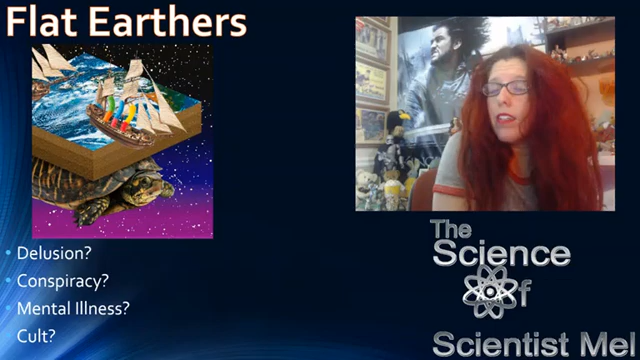 Flat Earthers
• Delusion?
• Conspiracy?
• Mental Illness?
Cult?
The
Science
Of
Scientist Mel